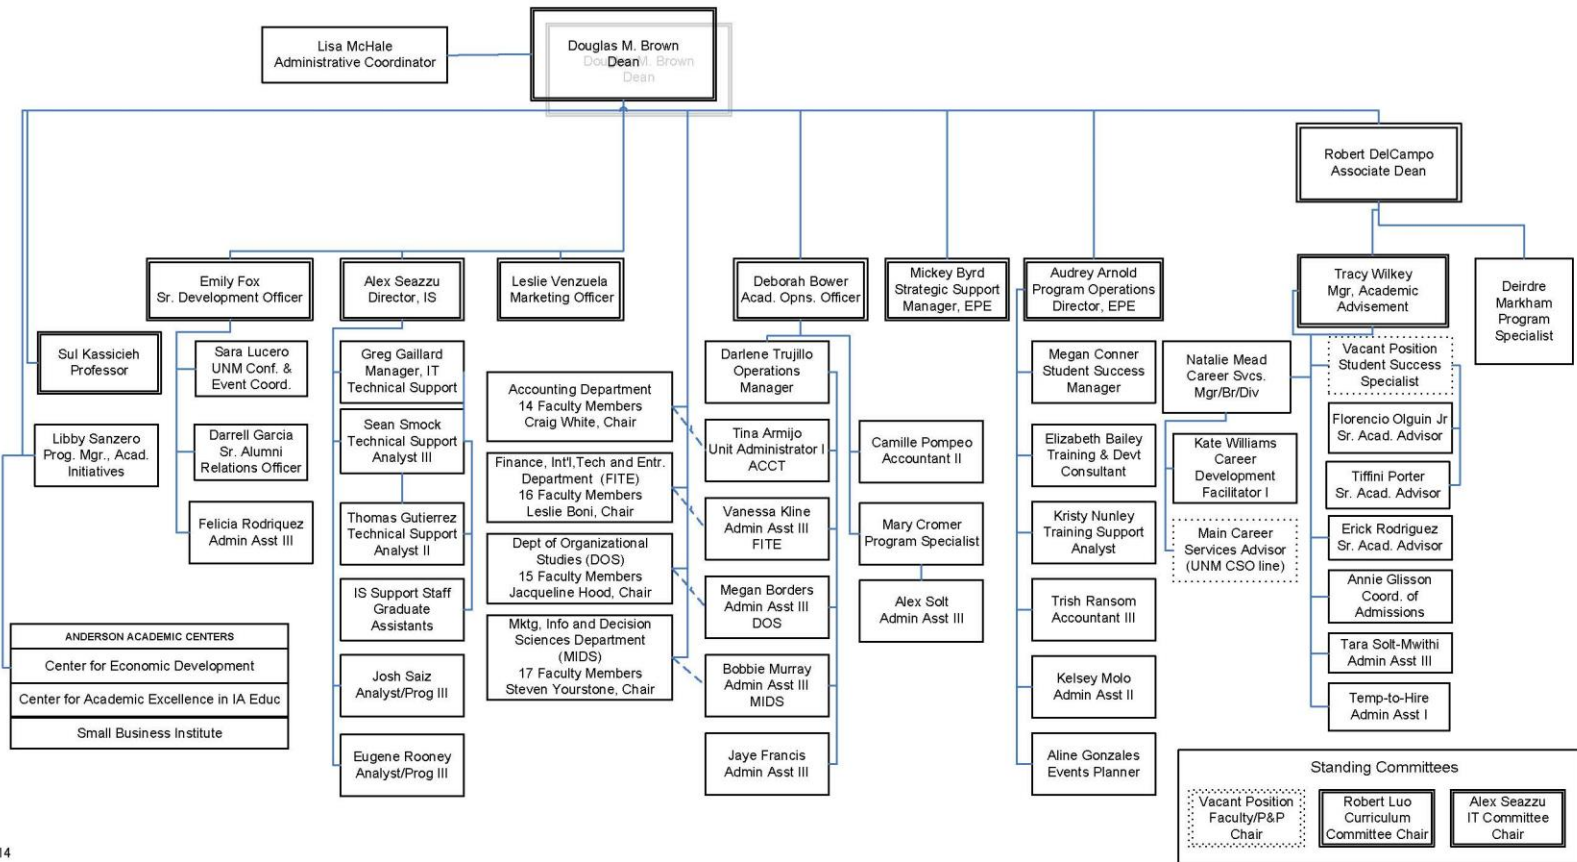 Lisa McHale
Administrative Coordinator
Douglas M. Brown
Dean
Douglas M. Brown
Dean
Robert DelCampo
Associate Dean
Emily Fox
Sr. Development Officer
Alex Seazzu
Director, IS
Leslie Venzuela
Marketing Officer
Deborah Bower
Acad. Opns. Officer
Mickey Byrd
Strategic Support
Manager, EPE
Audrey Arnold
Program Operations
Director, EPE
Tracy Wilkey
Mgr, Academic
Advisement
Deirdre
Markham
Program
Specialist
Sul Kassicieh
Professor
Sara Lucero
UNM Conf. &
Event Coord.
Greg Gaillard
Manager, IT
Technical Support
Darlene Trujillo
Operations
Manager
Megan Conner
Student Success
Manager
Natalie Mead
Career Svcs.
Mgr/Br/Div
Vacant Position
Student Success
Specialist
Accounting Department
14 Faculty Members
Craig White, Chair
Libby Sanzero
Prog. Mgr., Acad.
Initiatives
Darrell Garcia
Sr. Alumni
Relations Officer
Sean Smock
Technical Support
Analyst III
Tina Armijo
Unit Administrator I
ACCT
Camille Pompeo
Accountant II
Elizabeth Bailey
Training & Devt
Consultant
Kate Williams
Career
Development
Facilitator I
Florencio Olguin Jr
Sr. Acad. Advisor
Finance, Int'l,Tech and Entr.
Department (FITE)
16 Faculty Members
Leslie Boni, Chair
Tiffini Porter
Sr. Acad. Advisor
Felicia Rodriquez
Admin Asst III
Thomas Gutierrez
Technical Support
Analyst II
Vanessa Kline
Admin Asst III
FITE
Mary Cromer
Program Specialist
Kristy Nunley
Training Support
Analyst
Main Career
Services Advisor
(UNM CSO line)
Erick Rodriguez
Sr. Acad. Advisor
Dept of Organizational
Studies (DOS)
15 Faculty Members
Jacqueline Hood, Chair
IS Support Staff
Graduate
Assistants
Megan Borders
Admin Asst III
DOS
Alex Solt
Admin Asst III
Trish Ransom
Accountant III
Annie Glisson
Coord. of
Admissions
Mktg, Info and Decision
Sciences Department
(MIDS)
17 Faculty Members
Steven Yourstone, Chair
ANDERSON ACADEMIC CENTERS
Center for Economic Development
Center for Academic Excellence in IA Educ
Small Business Institute
Josh Saiz
Analyst/Prog III
Bobbie Murray
Admin Asst III
MIDS
Kelsey Molo
Admin Asst II
Tara Solt-Mwithi
Admin Asst III
Temp-to-Hire
Admin Asst I
Eugene Rooney
Analyst/Prog III
Jaye Francis
Admin Asst III
Aline Gonzales
Events Planner
Standing Committees
Vacant Position
Faculty/P&P
Chair
Robert Luo
Curriculum
Committee Chair
Alex Seazzu
IT Committee
Chair
14